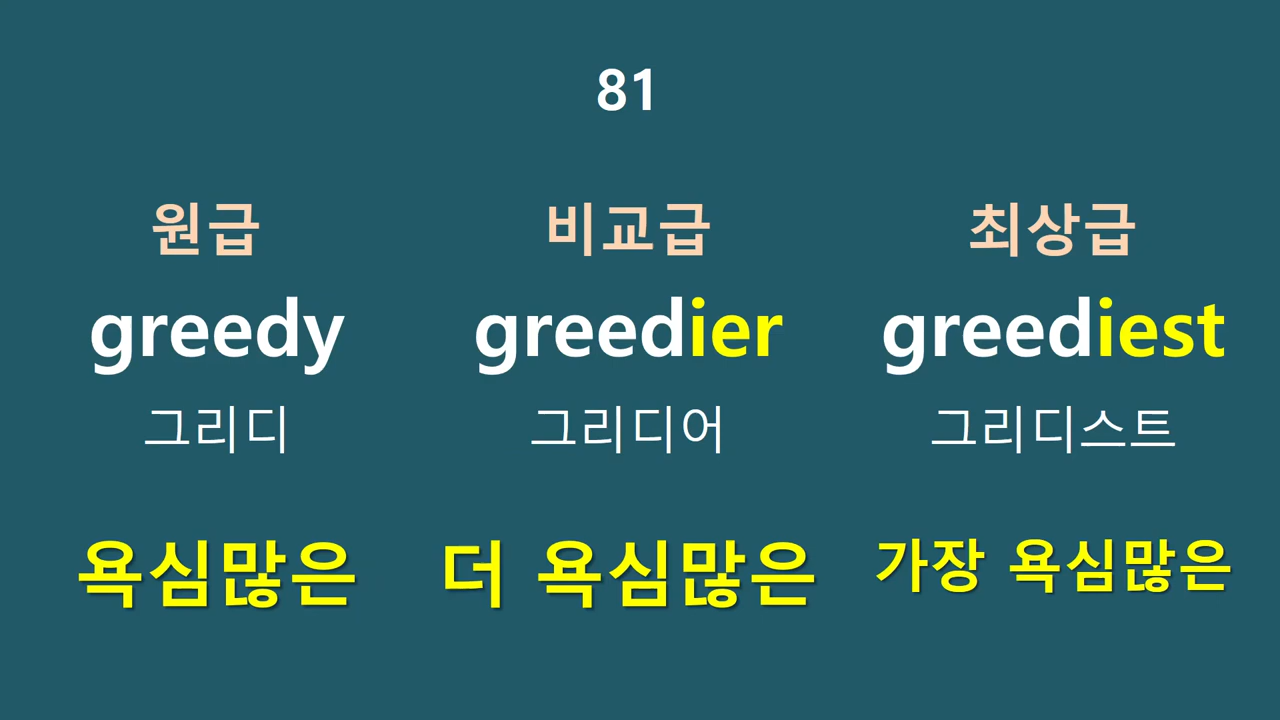 81
원급 비교급 최상급
greedy greedier greediest
그리디 그리디어 그리디스트
욕심많은 더 욕심많은 가장 욕심많은